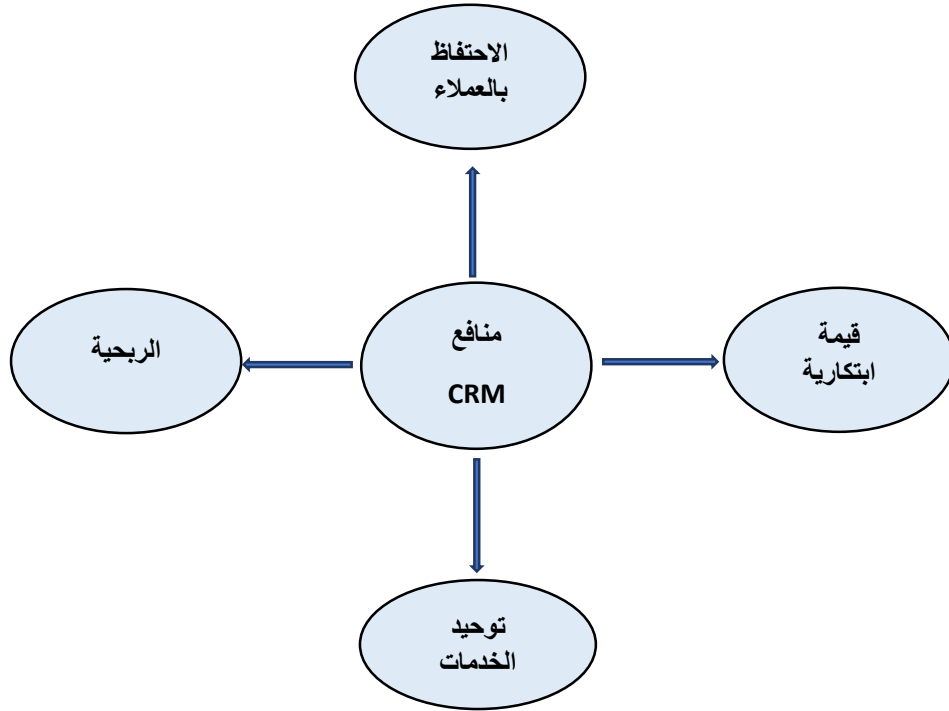 الاحتفاظ
بالعملاء
قيمة
ابتكارية
منافع
CRM
الربحية
توحيد
الخدمات